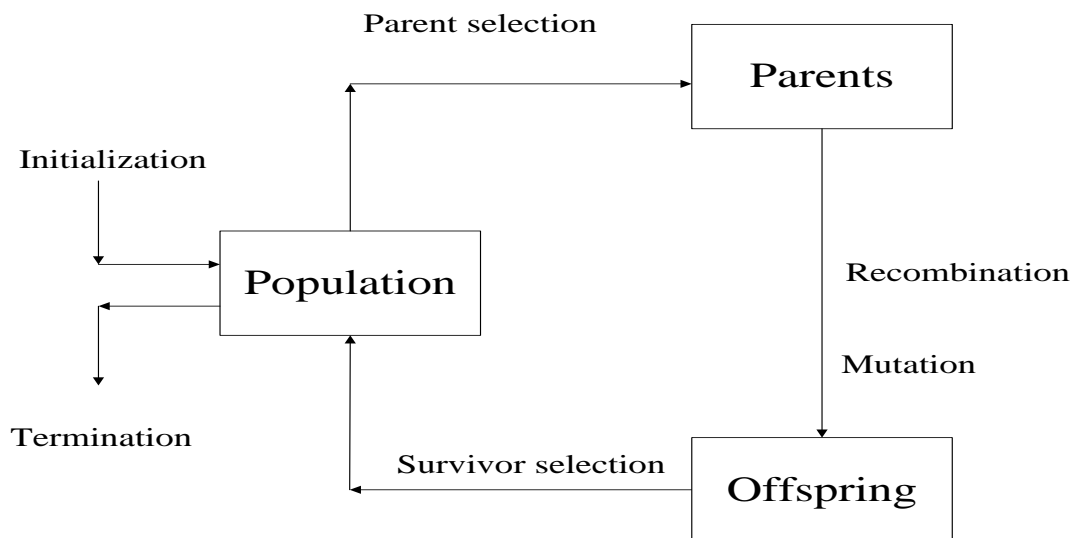 Parent selection
Parents
Initialization
Population
Recombination
Mutation
Termination
Survivor selection
Offspring